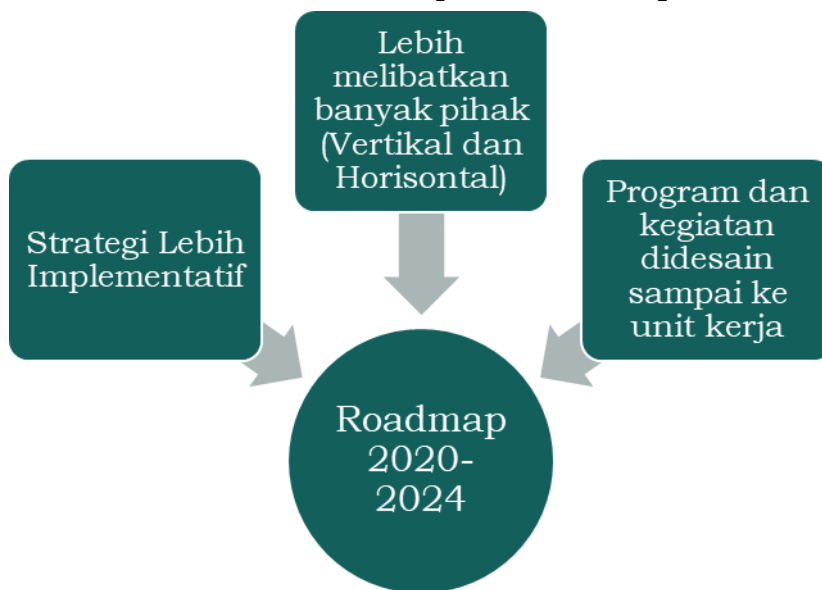 Lebih
melibatkan
banyak pihak
(Vertikal dan
Horisontal)
Strategi Lebih
Implementatif
Program dan
kegiatan
didesain
sampai ke
unit kerja
Roadmap
2020-
2024